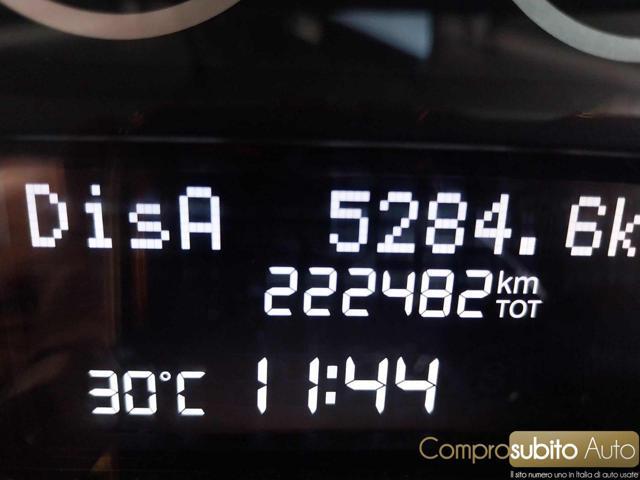 DisA 5284.6k
222482 km TOT
30°C 11:44
Comprosubito Auto
Il sito numero uno in Italia di auto usate